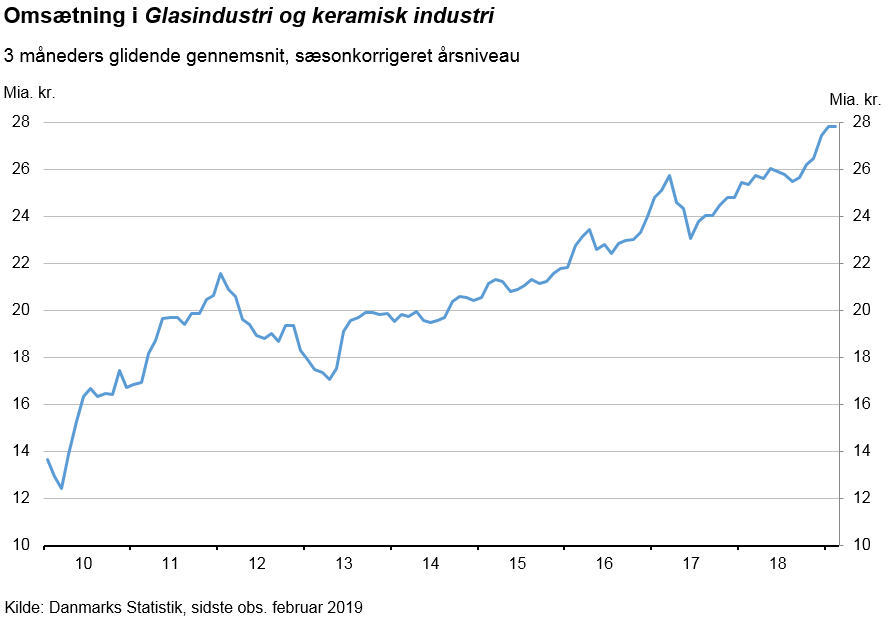 Omsætning i Glasindustri og keramisk industri
3 måneders glidende gennemsnit, sæsonkorrigeret årsniveau
Mia. kr.
Mia. kr.
28 28
26 26
24 24
22 22
20 20
18 18
16 16
14 14
12 12
10 10
10 11 12 13 14 15 16 17 18
Kilde: Danmarks Statistik, sidste obs. februar 2019